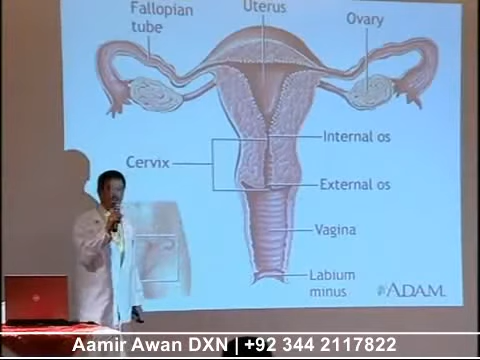 Fallopian
tube
Uterus
Ovary
Internal os
Cervix
External os
Vagina
Labium
minus
ADAM.
Aamir Awan DXN | +92 344 2117822